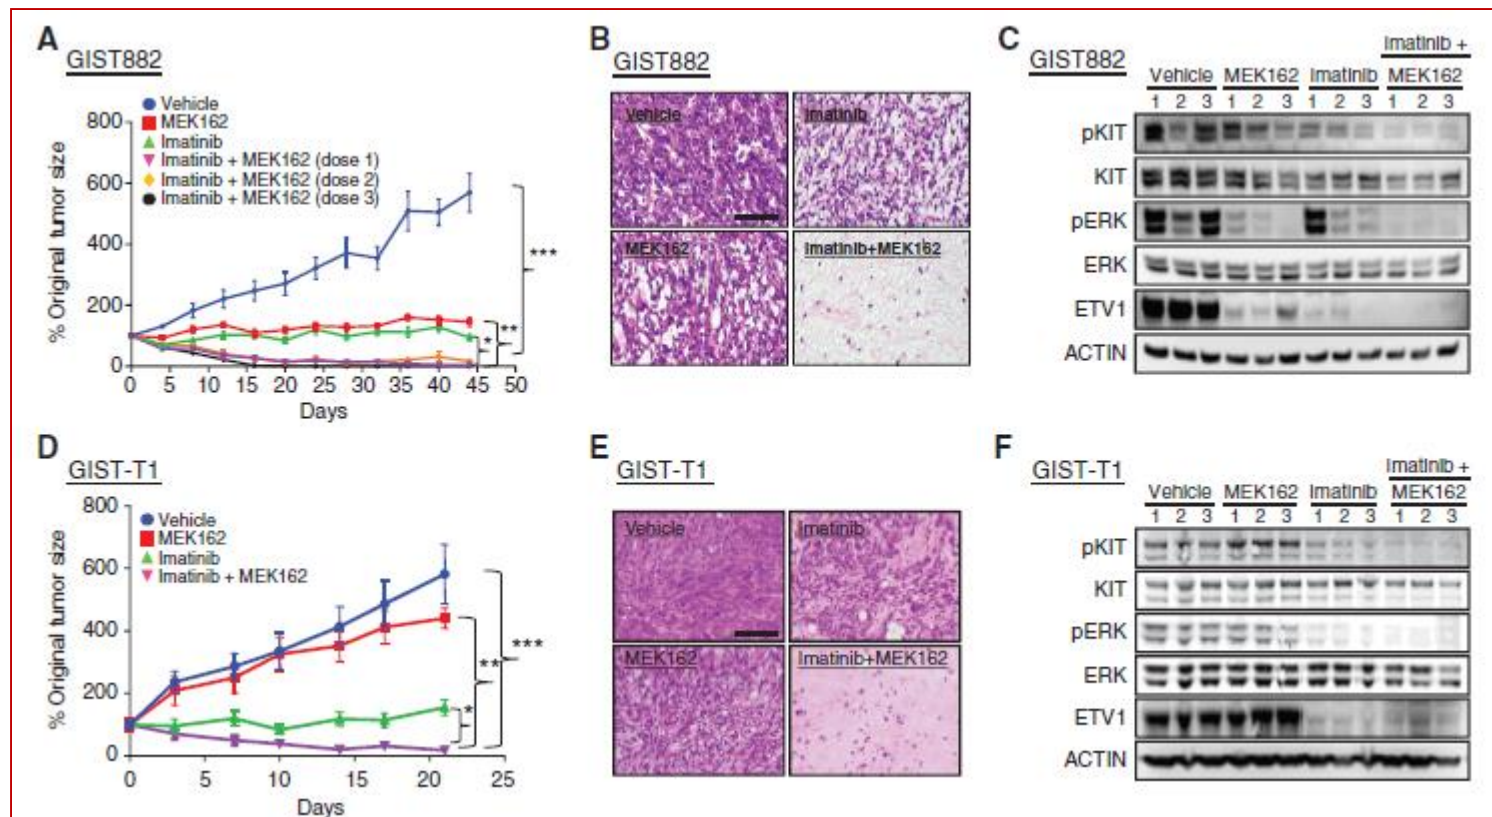 A
GIST882
Vehicle
MEK162
Imatinib
Imatinib + MEK162 (dose 1)
Imatinib + MEK162 (dose 2)
Imatinib + MEK162 (dose 3)
% Original tumor size
800
600
400
200
0
***
**
*
0 5 10 15 20 25 30 35 40 45 50
Days
B
GIST882
Vehicle
Imatinib
MEK162
Imatinib+MEK162
C
GIST882
Imatinib +
Vehicle MEK162 Imatinib MEK162
1 2 3 1 2 3 1 2 3 1 2 3
pKIT
KIT
pERK
ERK
ETV1
ACTIN
D
GIST-T1
Vehicle
MEK162
Imatinib
Imatinib + MEK162
% Original tumor size
800
600
400
200
0
***
**
*
0 5 10 15 20 25
Days
E
GIST-T1
Vehicle
Imatinib
MEK162
Imatinib+MEK162
F
GIST-T1
Imatinib +
Vehicle MEK162 Imatinib MEK162
1 2 3 1 2 3 1 2 3 1 2 3
pKIT
KIT
pERK
ERK
ETV1
ACTIN